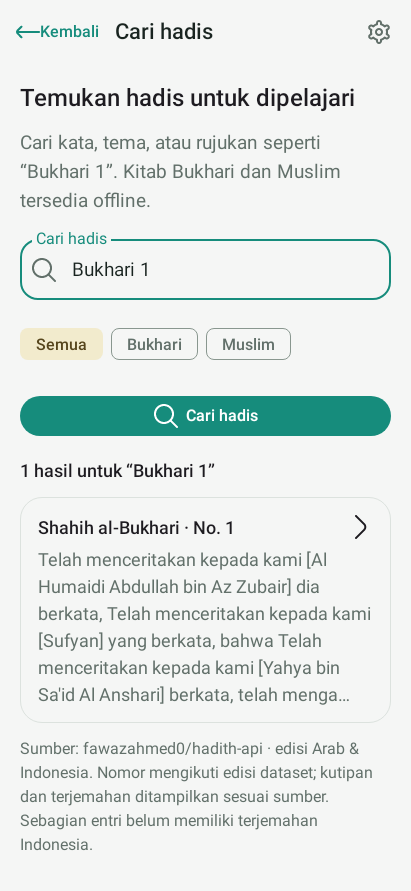 Kembali Cari hadis
Temukan hadis untuk dipelajari
Cari kata, tema, atau rujukan seperti
“Bukhari 1”. Kitab Bukhari dan Muslim
tersedia offline.
Cari hadis
Bukhari 1
Semua Bukhari Muslim
Cari hadis
1 hasil untuk “Bukhari 1”
Shahih al-Bukhari · No. 1
Telah menceritakan kepada kami [Al
Humaidi Abdullah bin Az Zubair] dia
berkata, Telah menceritakan kepada kami
[Sufyan] yang berkata, bahwa Telah
menceritakan kepada kami [Yahya bin
Sa'id Al Anshari] berkata, telah menga…
Sumber: fawazahmed0/hadith-api · edisi Arab &
Indonesia. Nomor mengikuti edisi dataset; kutipan
dan terjemahan ditampilkan sesuai sumber.
Sebagian entri belum memiliki terjemahan
Indonesia.